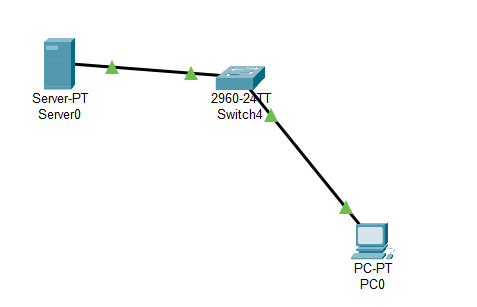 Server-PT
Server0
2960-24TT
Switch4
PC-PT
PC0